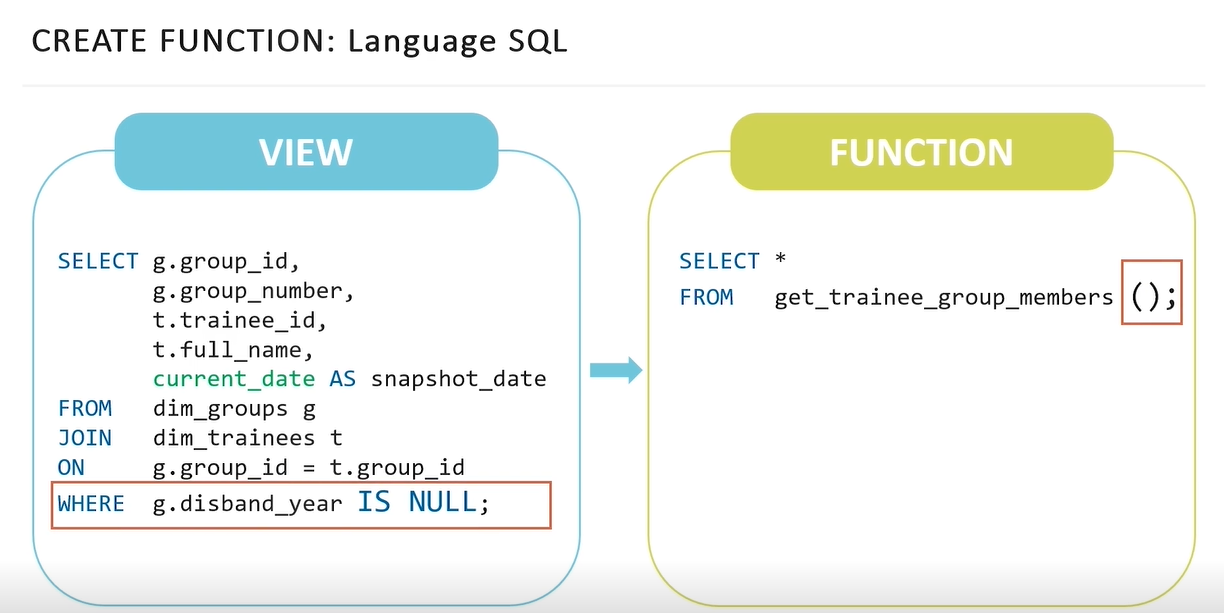 CREATE FUNCTION: Language SQL
VIEW
SELECT g.group_id,
g.group_number,
t.trainee_id,
t.full_name,
current_date AS snapshot_date
FROM dim_groups g
JOIN dim_trainees t
ON g.group_id = t.group_id
WHERE g.disband_year IS NULL;
FUNCTION
SELECT *
FROM get_trainee_group_members ();